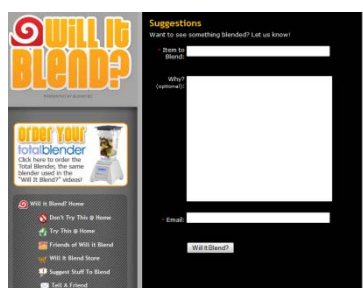 WILL IT
BLEND?
ORDER YOUR
totalblender
Click here to order the
Total Blender, the same
blender used in the
"Will It Blend?" videos!
Will It Blend? Home
Don't Try This @ Home
Try This @ Home
Friends of Will It Blend
Will It Blend Store
Suggest Stuff To Blend
Tell A Friend
Suggestions
Want to see something blended? Let us know!
* Item to
Blend:
Why?
(optional):
* Email:
Will It Blend?